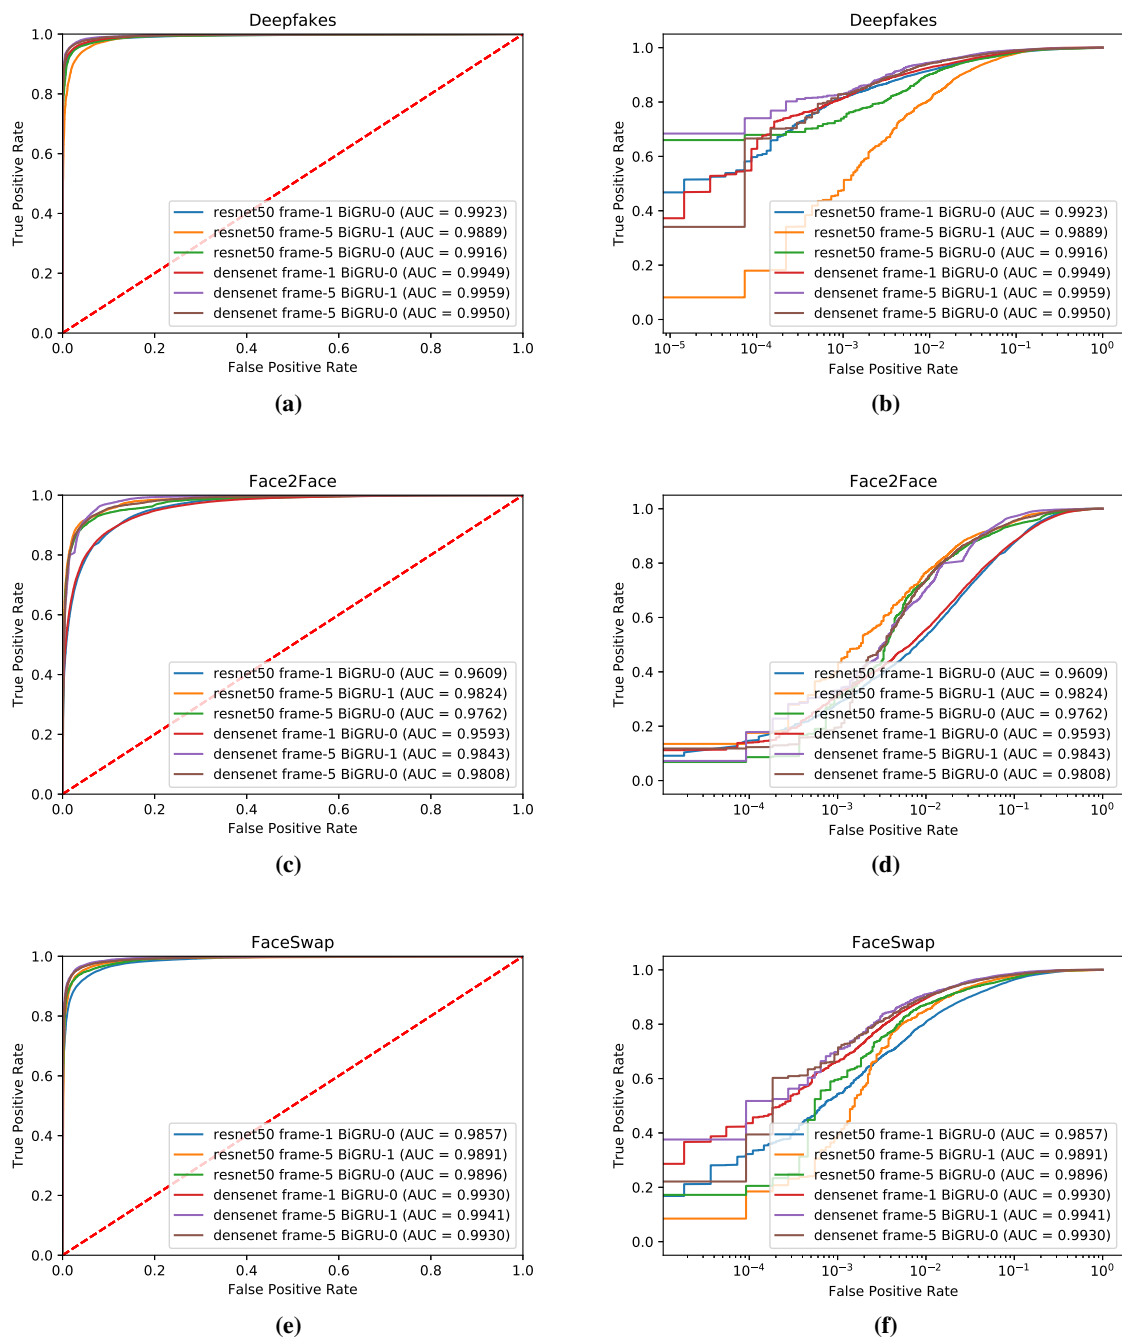 Deepfakes
True Positive Rate
1.0
0.8
0.6
0.4
0.2
0.0
resnet50 frame-1 BiGRU-0 (AUC = 0.9923)
resnet50 frame-5 BiGRU-1 (AUC = 0.9889)
resnet50 frame-5 BiGRU-0 (AUC = 0.9916)
densenet frame-1 BiGRU-0 (AUC = 0.9949)
densenet frame-5 BiGRU-1 (AUC = 0.9959)
densenet frame-5 BiGRU-0 (AUC = 0.9950)
0.0 0.2 0.4 0.6 0.8 1.0
False Positive Rate
(a)
Deepfakes
True Positive Rate
1.0
0.8
0.6
0.4
0.2
0.0
resnet50 frame-1 BiGRU-0 (AUC = 0.9923)
resnet50 frame-5 BiGRU-1 (AUC = 0.9889)
resnet50 frame-5 BiGRU-0 (AUC = 0.9916)
densenet frame-1 BiGRU-0 (AUC = 0.9949)
densenet frame-5 BiGRU-1 (AUC = 0.9959)
densenet frame-5 BiGRU-0 (AUC = 0.9950)
10⁻⁵ 10⁻⁴ 10⁻³ 10⁻² 10⁻¹ 10⁰
False Positive Rate
(b)
Face2Face
True Positive Rate
1.0
0.8
0.6
0.4
0.2
0.0
resnet50 frame-1 BiGRU-0 (AUC = 0.9609)
resnet50 frame-5 BiGRU-1 (AUC = 0.9824)
resnet50 frame-5 BiGRU-0 (AUC = 0.9762)
densenet frame-1 BiGRU-0 (AUC = 0.9593)
densenet frame-5 BiGRU-1 (AUC = 0.9843)
densenet frame-5 BiGRU-0 (AUC = 0.9808)
0.0 0.2 0.4 0.6 0.8 1.0
False Positive Rate
(c)
Face2Face
True Positive Rate
1.0
0.8
0.6
0.4
0.2
0.0
resnet50 frame-1 BiGRU-0 (AUC = 0.9609)
resnet50 frame-5 BiGRU-1 (AUC = 0.9824)
resnet50 frame-5 BiGRU-0 (AUC = 0.9762)
densenet frame-1 BiGRU-0 (AUC = 0.9593)
densenet frame-5 BiGRU-1 (AUC = 0.9843)
densenet frame-5 BiGRU-0 (AUC = 0.9808)
10⁻⁴ 10⁻³ 10⁻² 10⁻¹ 10⁰
False Positive Rate
(d)
FaceSwap
True Positive Rate
1.0
0.8
0.6
0.4
0.2
0.0
resnet50 frame-1 BiGRU-0 (AUC = 0.9857)
resnet50 frame-5 BiGRU-1 (AUC = 0.9891)
resnet50 frame-5 BiGRU-0 (AUC = 0.9896)
densenet frame-1 BiGRU-0 (AUC = 0.9930)
densenet frame-5 BiGRU-1 (AUC = 0.9941)
densenet frame-5 BiGRU-0 (AUC = 0.9930)
0.0 0.2 0.4 0.6 0.8 1.0
False Positive Rate
(e)
FaceSwap
True Positive Rate
1.0
0.8
0.6
0.4
0.2
0.0
resnet50 frame-1 BiGRU-0 (AUC = 0.9857)
resnet50 frame-5 BiGRU-1 (AUC = 0.9891)
resnet50 frame-5 BiGRU-0 (AUC = 0.9896)
densenet frame-1 BiGRU-0 (AUC = 0.9930)
densenet frame-5 BiGRU-1 (AUC = 0.9941)
densenet frame-5 BiGRU-0 (AUC = 0.9930)
10⁻⁴ 10⁻³ 10⁻² 10⁻¹ 10⁰
False Positive Rate
(f)